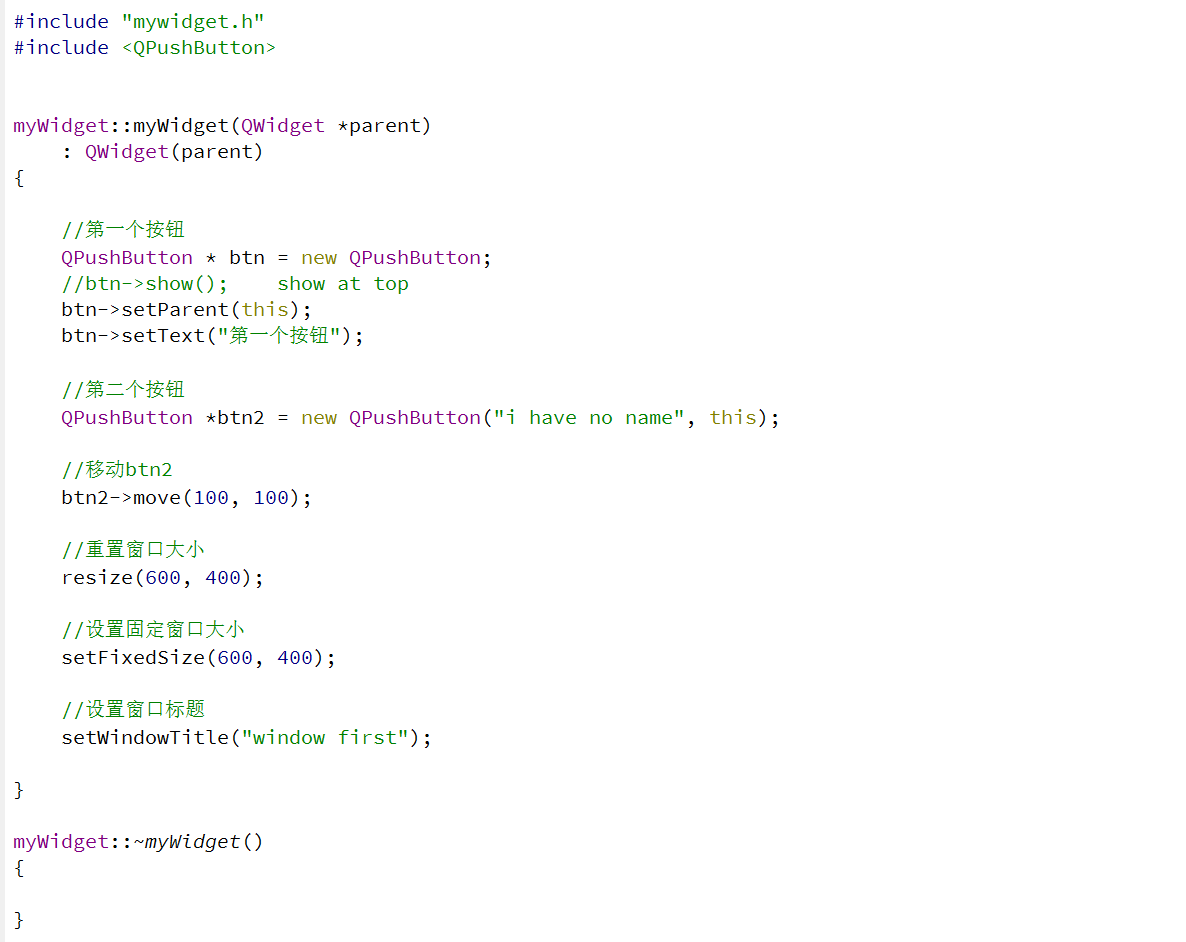 #include "mywidget.h"
#include <QPushButton>
myWidget::myWidget(QWidget *parent)
    : QWidget(parent)
{
    //第一个按钮
    QPushButton * btn = new QPushButton;
    //btn->show();    show at top
    btn->setParent(this);
    btn->setText("第一个按钮");
    //第二个按钮
    QPushButton *btn2 = new QPushButton("i have no name", this);
    //移动btn2
    btn2->move(100, 100);
    //重置窗口大小
    resize(600, 400);
    //设置固定窗口大小
    setFixedSize(600, 400);
    //设置窗口标题
    setWindowTitle("window first");
}
myWidget::~myWidget()
{
}